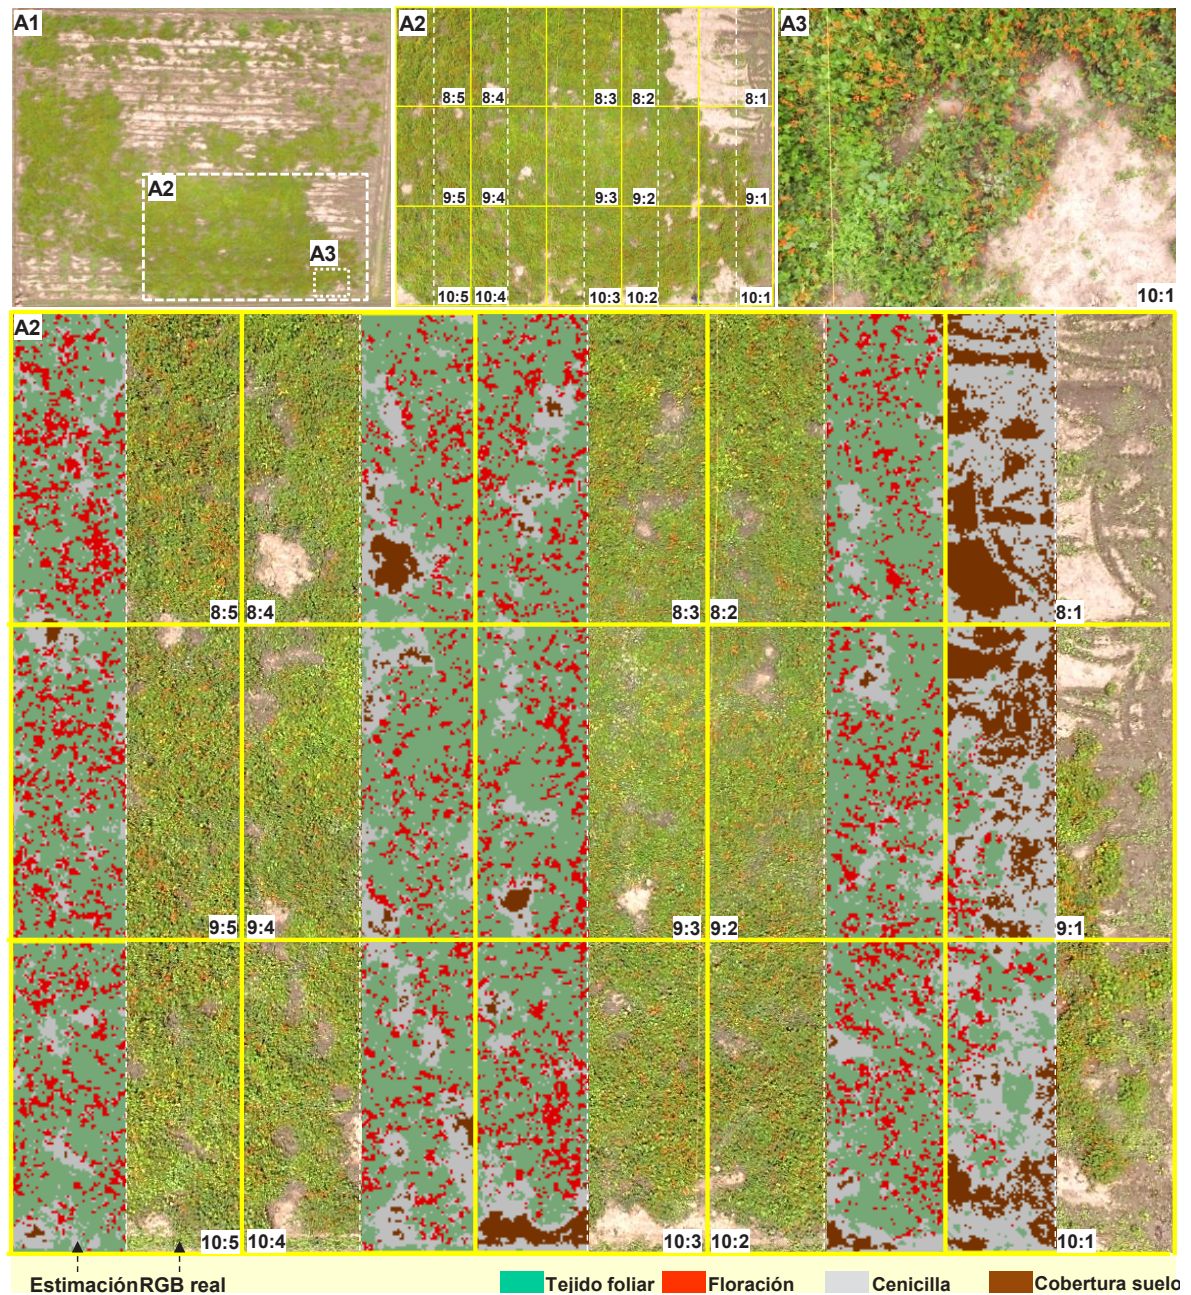 A1
A2
A3
A2
A3
8:5 8:4 8:3 8:2 8:1
9:5 9:4 9:3 9:2 9:1
10:5 10:4 10:3 10:2 10:1
10:1
A2
8:5 8:4 8:3 8:2 8:1
9:5 9:4 9:3 9:2 9:1
10:5 10:4 10:3 10:2 10:1
Estimación RGB real
Tejido foliar Floración Cenicilla Cobertura suelo